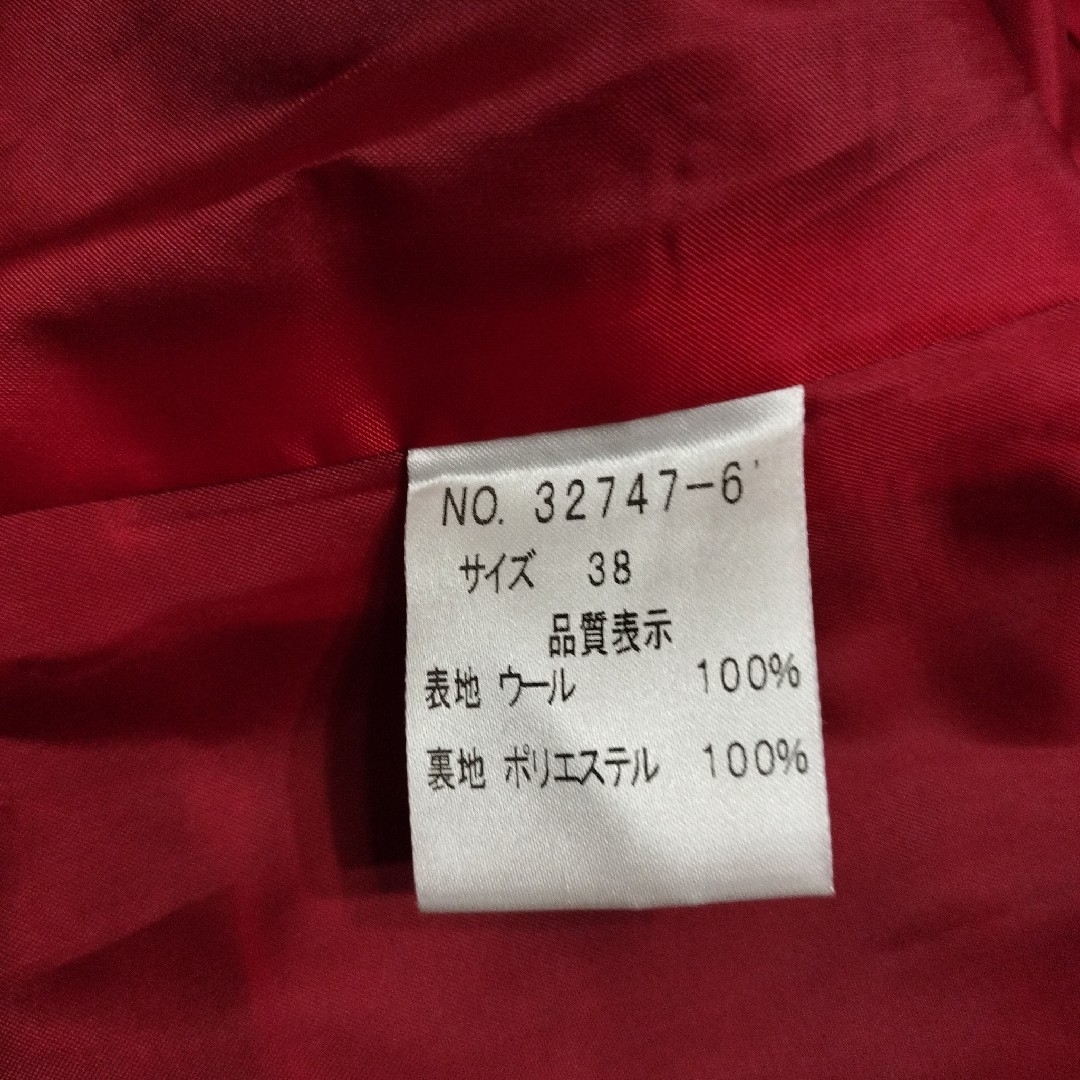 NO. 32747-6'
サイズ 38
品質表示
表地 ウール 100%
裏地 ポリエステル 100%